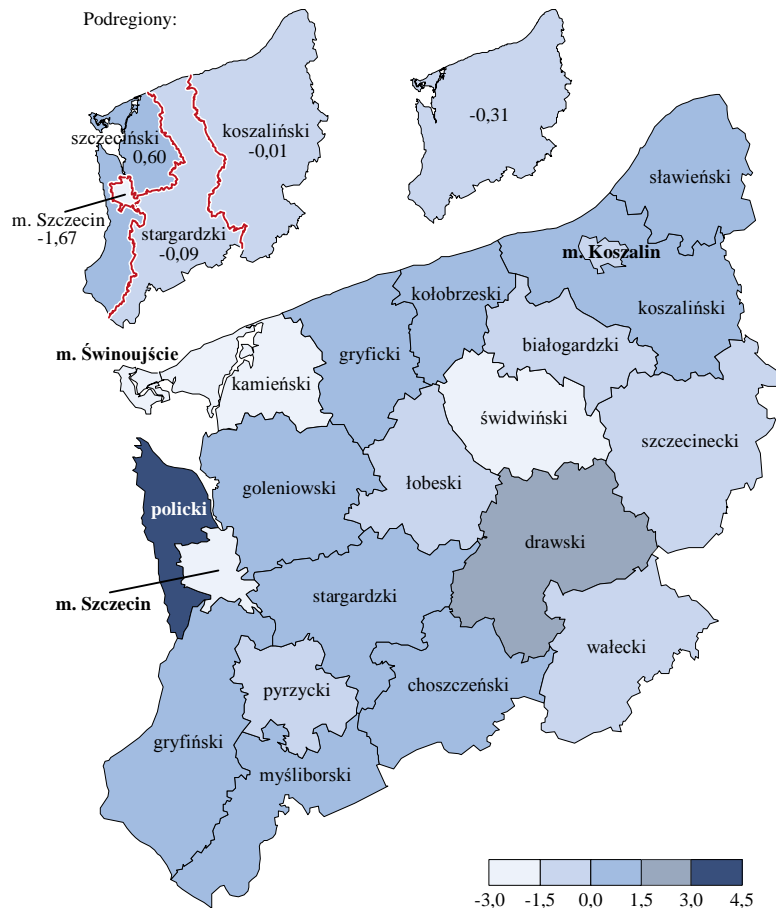 Podregiony:
szczeciński
0,60
koszaliński
-0,01
m. Szczecin
-1,67
stargardzki
-0,09
-0,31
sławieński
m. Koszalin
koszaliński
kołobrzeski
białogardzki
gryficki
m. Świnoujście
kamieński
świdwiński
szczecinecki
goleniowski
łobeski
policki
drawski
m. Szczecin
stargardzki
wałecki
pyrzycki
choszczeński
gryfiński
myśliborski
-3,0 -1,5 0,0 1,5 3,0 4,5